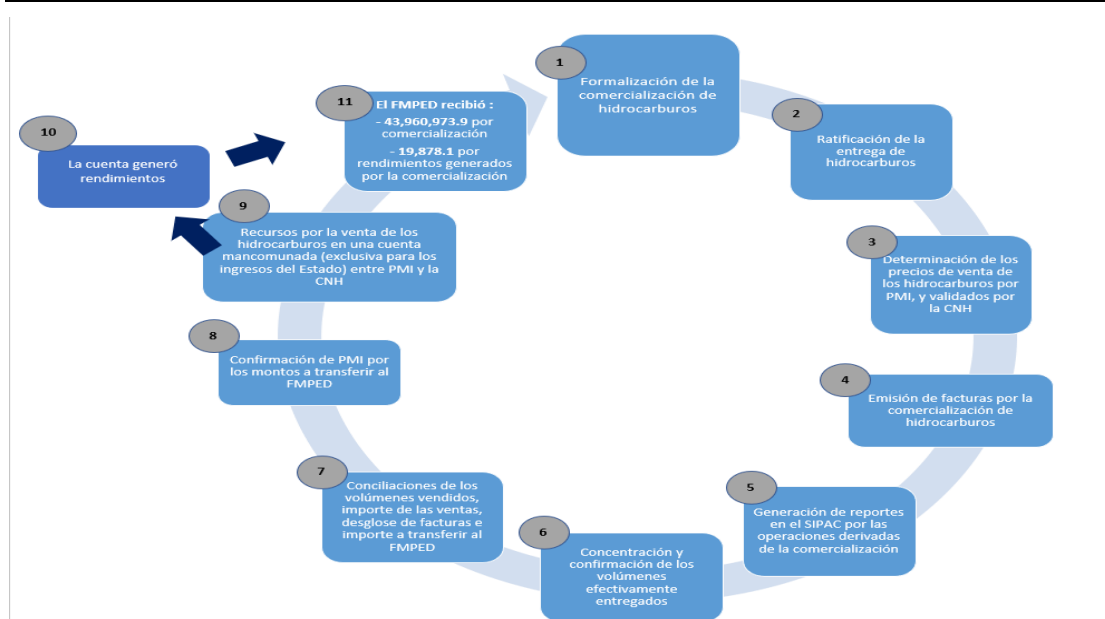 1
Formalización de la
comercialización de
hidrocarburos
2
Ratificación de la
entrega de
hidrocarburos
3
Determinación de los
precios de venta de
los hidrocarburos por
PMI, y validados por
la CNH
4
Emisión de facturas por la
comercialización de
hidrocarburos
5
Generación de reportes
en el SIPAC por las
operaciones derivadas
de la comercialización
6
Concentración y
confirmación de los
volúmenes
efectivamente
entregados
7
Conciliaciones de los
volúmenes vendidos,
importe de las ventas,
desglose de facturas e
importe a transferir al
FMPED
8
Confirmación de PMI por
los montos a transferir al
FMPED
9
Recursos por la venta de los
hidrocarburos en una cuenta
mancomunada (exclusiva para los
ingresos del Estado) entre PMI y la
CNH
10
La cuenta generó
rendimientos
11
El FMPED recibió :
- 43,960,973.9 por
comercialización
- 19,878.1 por
rendimientos generados
por la comercialización